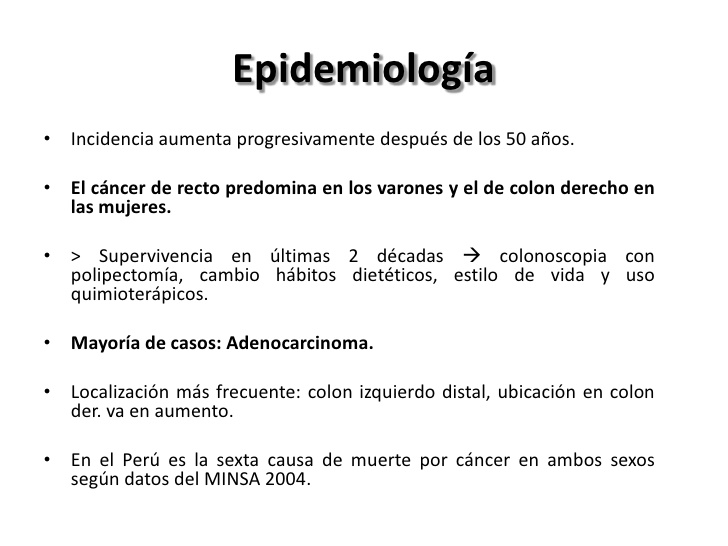 Epidemiología
• Incidencia aumenta progresivamente después de los 50 años.
• El cáncer de recto predomina en los varones y el de colon derecho en
las mujeres.
• > Supervivencia en últimas 2 décadas → colonoscopia con
polipectomía, cambio hábitos dietéticos, estilo de vida y uso
quimioterápicos.
• Mayoría de casos: Adenocarcinoma.
• Localización más frecuente: colon izquierdo distal, ubicación en colon
der. va en aumento.
• En el Perú es la sexta causa de muerte por cáncer en ambos sexos
según datos del MINSA 2004.